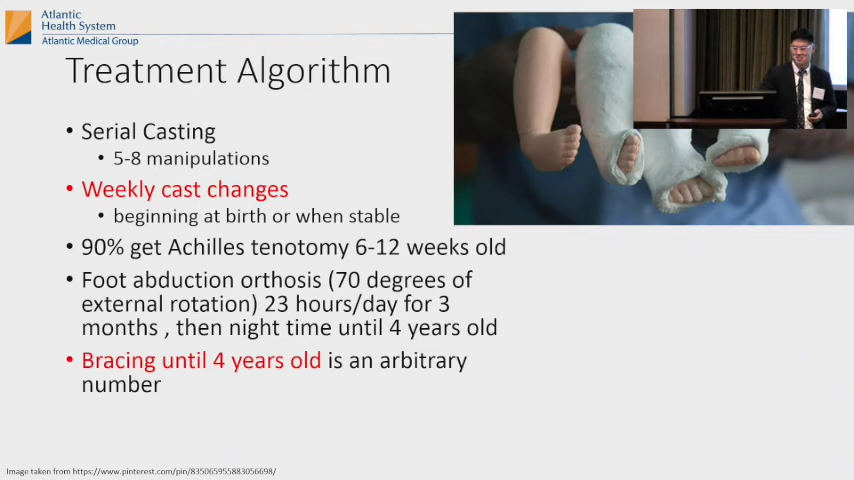 Atlantic
Health System
Atlantic Medical Group
Treatment Algorithm
• Serial Casting
• 5-8 manipulations
• Weekly cast changes
• beginning at birth or when stable
• 90% get Achilles tenotomy 6-12 weeks old
• Foot abduction orthosis (70 degrees of
external rotation) 23 hours/day for 3
months , then night time until 4 years old
• Bracing until 4 years old is an arbitrary
number
Image taken from https://www.pinterest.com/pin/835065955883056698/